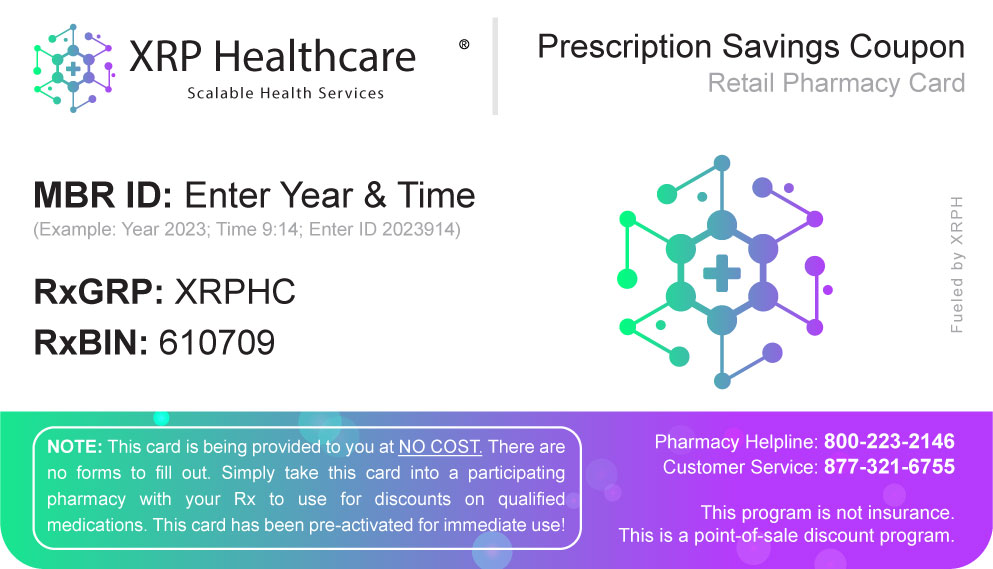 XRP Healthcare ®
Scalable Health Services
Prescription Savings Coupon
Retail Pharmacy Card
MBR ID: Enter Year & Time
(Example: Year 2023; Time 9:14; Enter ID 2023914)
RxGRP: XRPHC
RxBIN: 610709
Fueled by XRPH
NOTE: This card is being provided to you at NO COST. There are
no forms to fill out. Simply take this card into a participating
pharmacy with your Rx to use for discounts on qualified
medications. This card has been pre-activated for immediate use!
Pharmacy Helpline: 800-223-2146
Customer Service: 877-321-6755
This program is not insurance.
This is a point-of-sale discount program.